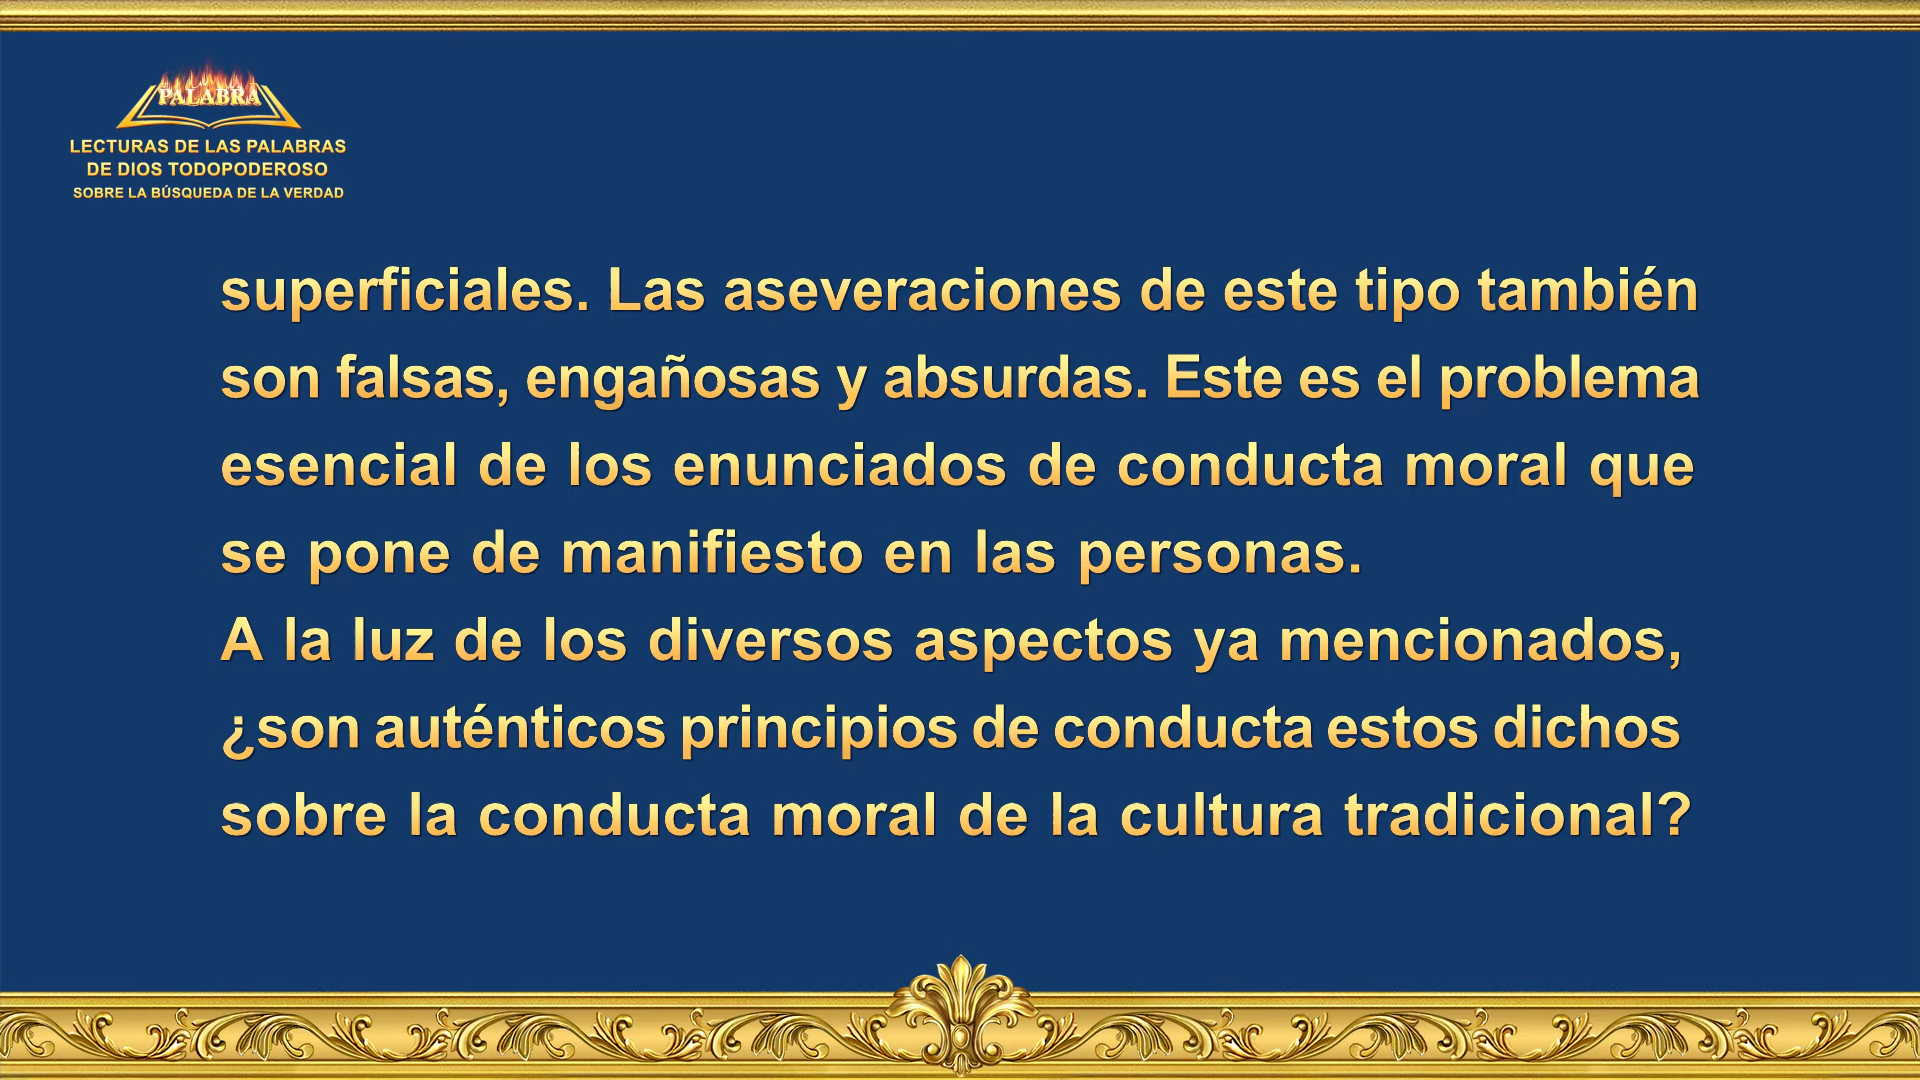 PALABRA
LECTURAS DE LAS PALABRAS
DE DIOS TODOPODEROSO
SOBRE LA BÚSQUEDA DE LA VERDAD
superficiales. Las aseveraciones de este tipo también
son falsas, engañosas y absurdas. Este es el problema
esencial de los enunciados de conducta moral que
se pone de manifiesto en las personas.
A la luz de los diversos aspectos ya mencionados,
¿son auténticos principios de conducta estos dichos
sobre la conducta moral de la cultura tradicional?